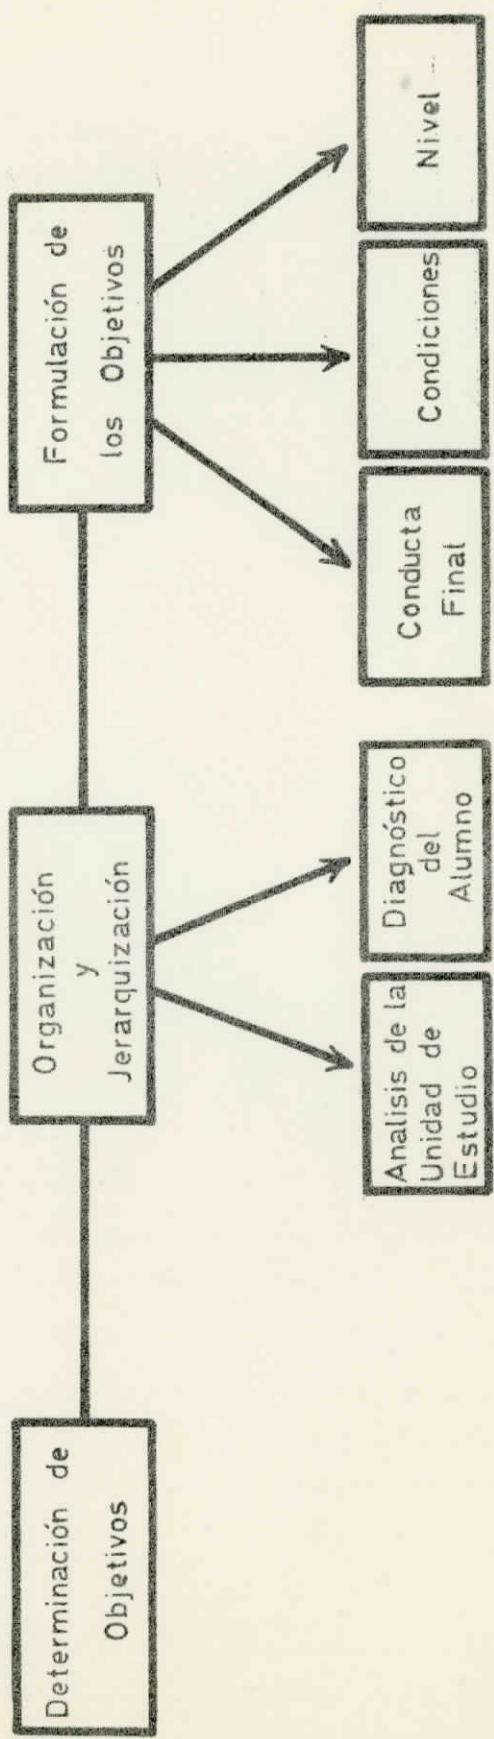 Determinación de
Objetivos
Organización
y
Jerarquización
Formulación de
los Objetivos
Analisis de la
Unidad de
Estudio
Diagnóstico
del
Alumno
Conducta
Final
Condiciones
Nivel